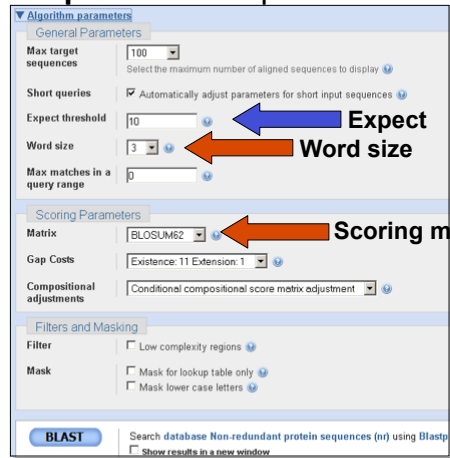 ▼ Algorithm parameters
General Parameters
Max target sequences
100
Select the maximum number of aligned sequences to display
Short queries
Automatically adjust parameters for short input sequences
Expect threshold
10
Expect
Word size
3
Word size
Max matches in a query range
0
Scoring Parameters
Matrix
BLOSUM62
Scoring m
Gap Costs
Existence: 11 Extension: 1
Compositional adjustments
Conditional compositional score matrix adjustment
Filters and Masking
Filter
Low complexity regions
Mask
Mask for lookup table only
Mask lower case letters
BLAST
Search database Non-redundant protein sequences (nr) using Blastp
Show results in a new window